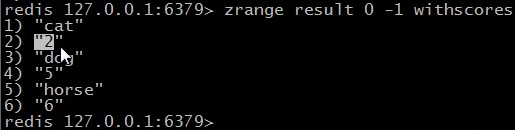 redis 127.0.0.1:6379> zrange result 0 -1 withscores
1) "cat"
2) "2"
3) "dog"
4) "5"
5) "horse"
6) "6"
redis 127.0.0.1:6379>